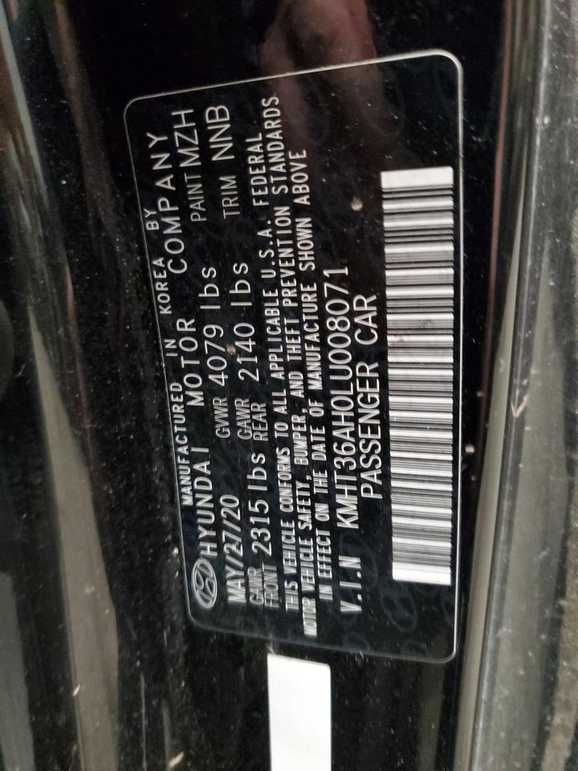 MANUFACTURED IN KOREA BY
HYUNDAI MOTOR COMPANY
MAY/27/20 GVWR 4079 lbs PAINT MZH
GAWR FRONT 2315 lbs GAWR REAR 2140 lbs TRIM NNB
THIS VEHICLE CONFORMS TO ALL APPLICABLE U.S.A. FEDERAL
MOTOR VEHICLE SAFETY, BUMPER, AND THEFT PREVENTION STANDARDS
IN EFFECT ON THE DATE OF MANUFACTURE SHOWN ABOVE
V.I.N KMHT36AH0LU008071
PASSENGER CAR